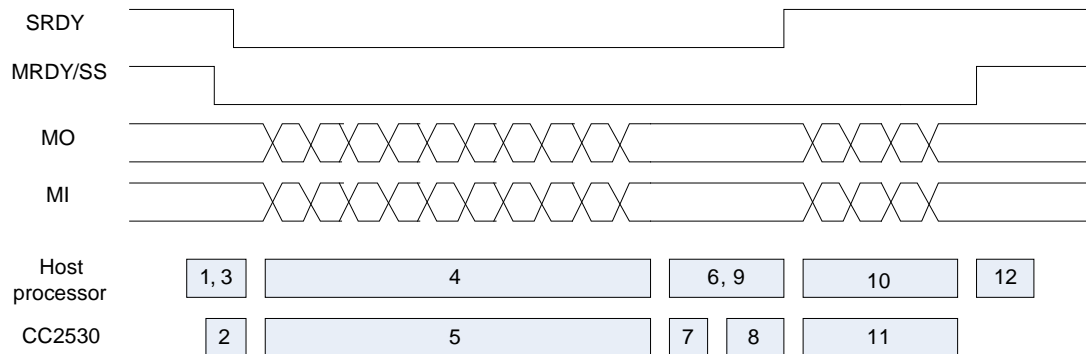 SRDY
MRDY/SS
MO
MI
Host
processor
1, 3
4
6, 9
10
12
CC2530
2
5
7
8
11